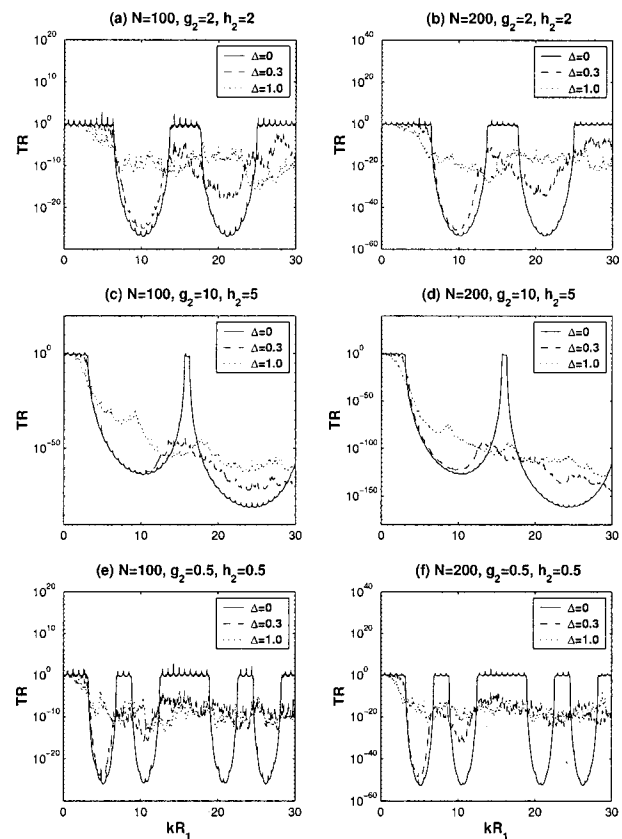 (a) N=100, g₂=2, h₂=2
(b) N=200, g₂=2, h₂=2
10²⁰
10¹⁰
10⁰
10⁻¹⁰
10⁻²⁰
TR
Δ=0
Δ=0.3
Δ=1.0
0
10
20
30
10⁴⁰
10²⁰
10⁰
10⁻²⁰
10⁻⁴⁰
10⁻⁶⁰
TR
Δ=0
Δ=0.3
Δ=1.0
0
10
20
30
(c) N=100, g₂=10, h₂=5
(d) N=200, g₂=10, h₂=5
10⁰
10⁻⁵⁰
TR
Δ=0
Δ=0.3
Δ=1.0
0
10
20
30
10⁰
10⁻⁵⁰
10⁻¹⁰⁰
10⁻¹⁵⁰
TR
Δ=0
Δ=0.3
Δ=1.0
0
10
20
30
(e) N=100, g₂=0.5, h₂=0.5
(f) N=200, g₂=0.5, h₂=0.5
10²⁰
10¹⁰
10⁰
10⁻¹⁰
10⁻²⁰
TR
Δ=0
Δ=0.3
Δ=1.0
0
10
20
30
kR₁
10⁴⁰
10²⁰
10⁰
10⁻²⁰
10⁻⁴⁰
10⁻⁶⁰
TR
Δ=0
Δ=0.3
Δ=1.0
0
10
20
30
kR₁